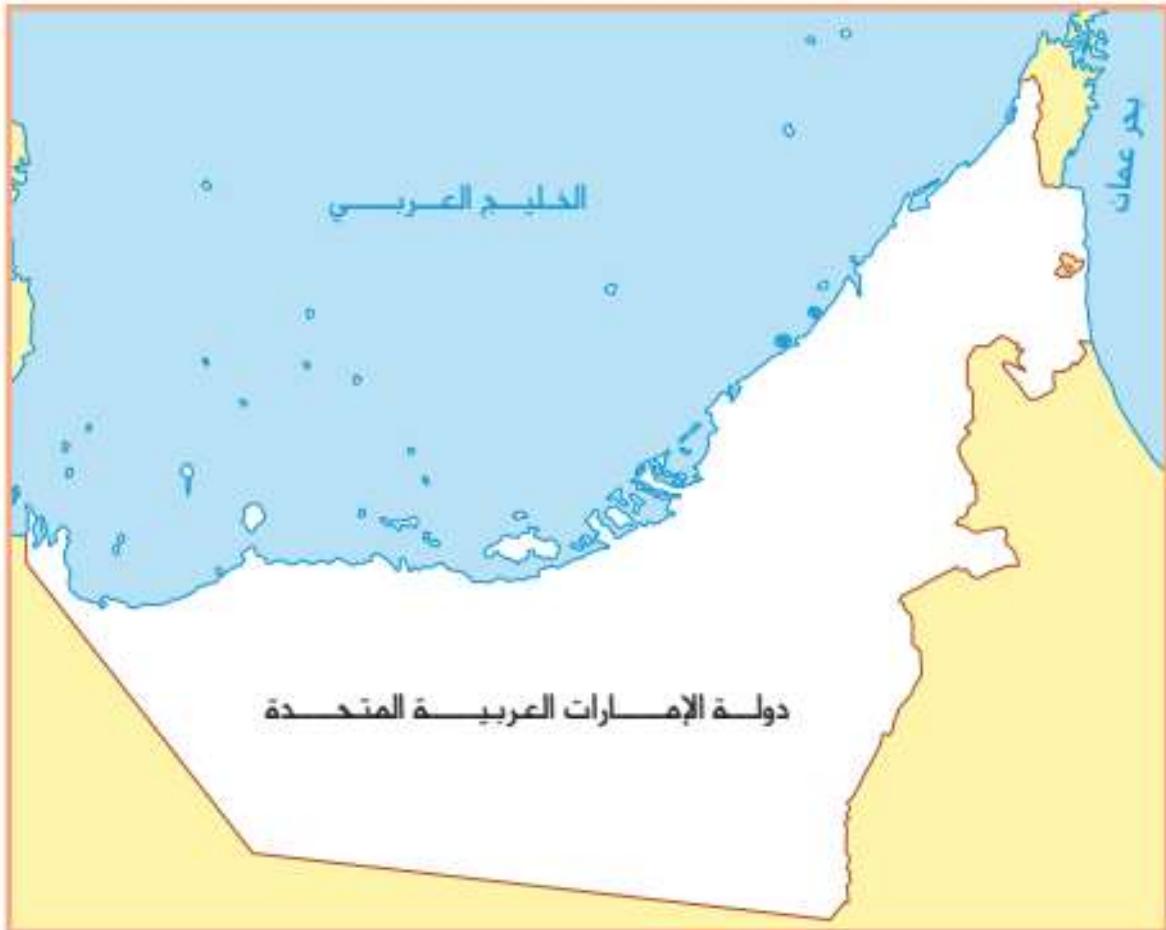 الخليج العربي
بحر عمان
دولة الإمارات العربية المتحدة